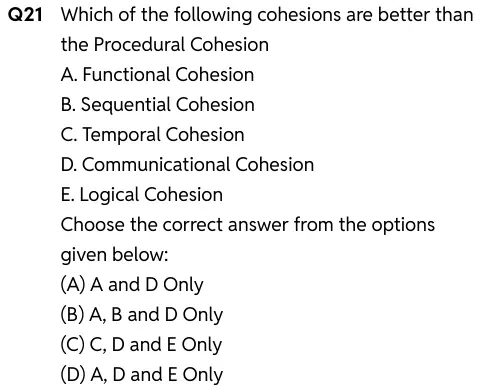 Q21 Which of the following cohesions are better than
the Procedural Cohesion
A. Functional Cohesion
B. Sequential Cohesion
C. Temporal Cohesion
D. Communicational Cohesion
E. Logical Cohesion
Choose the correct answer from the options
given below:
(A) A and D Only
(B) A, B and D Only
(C) C, D and E Only
(D) A, D and E Only